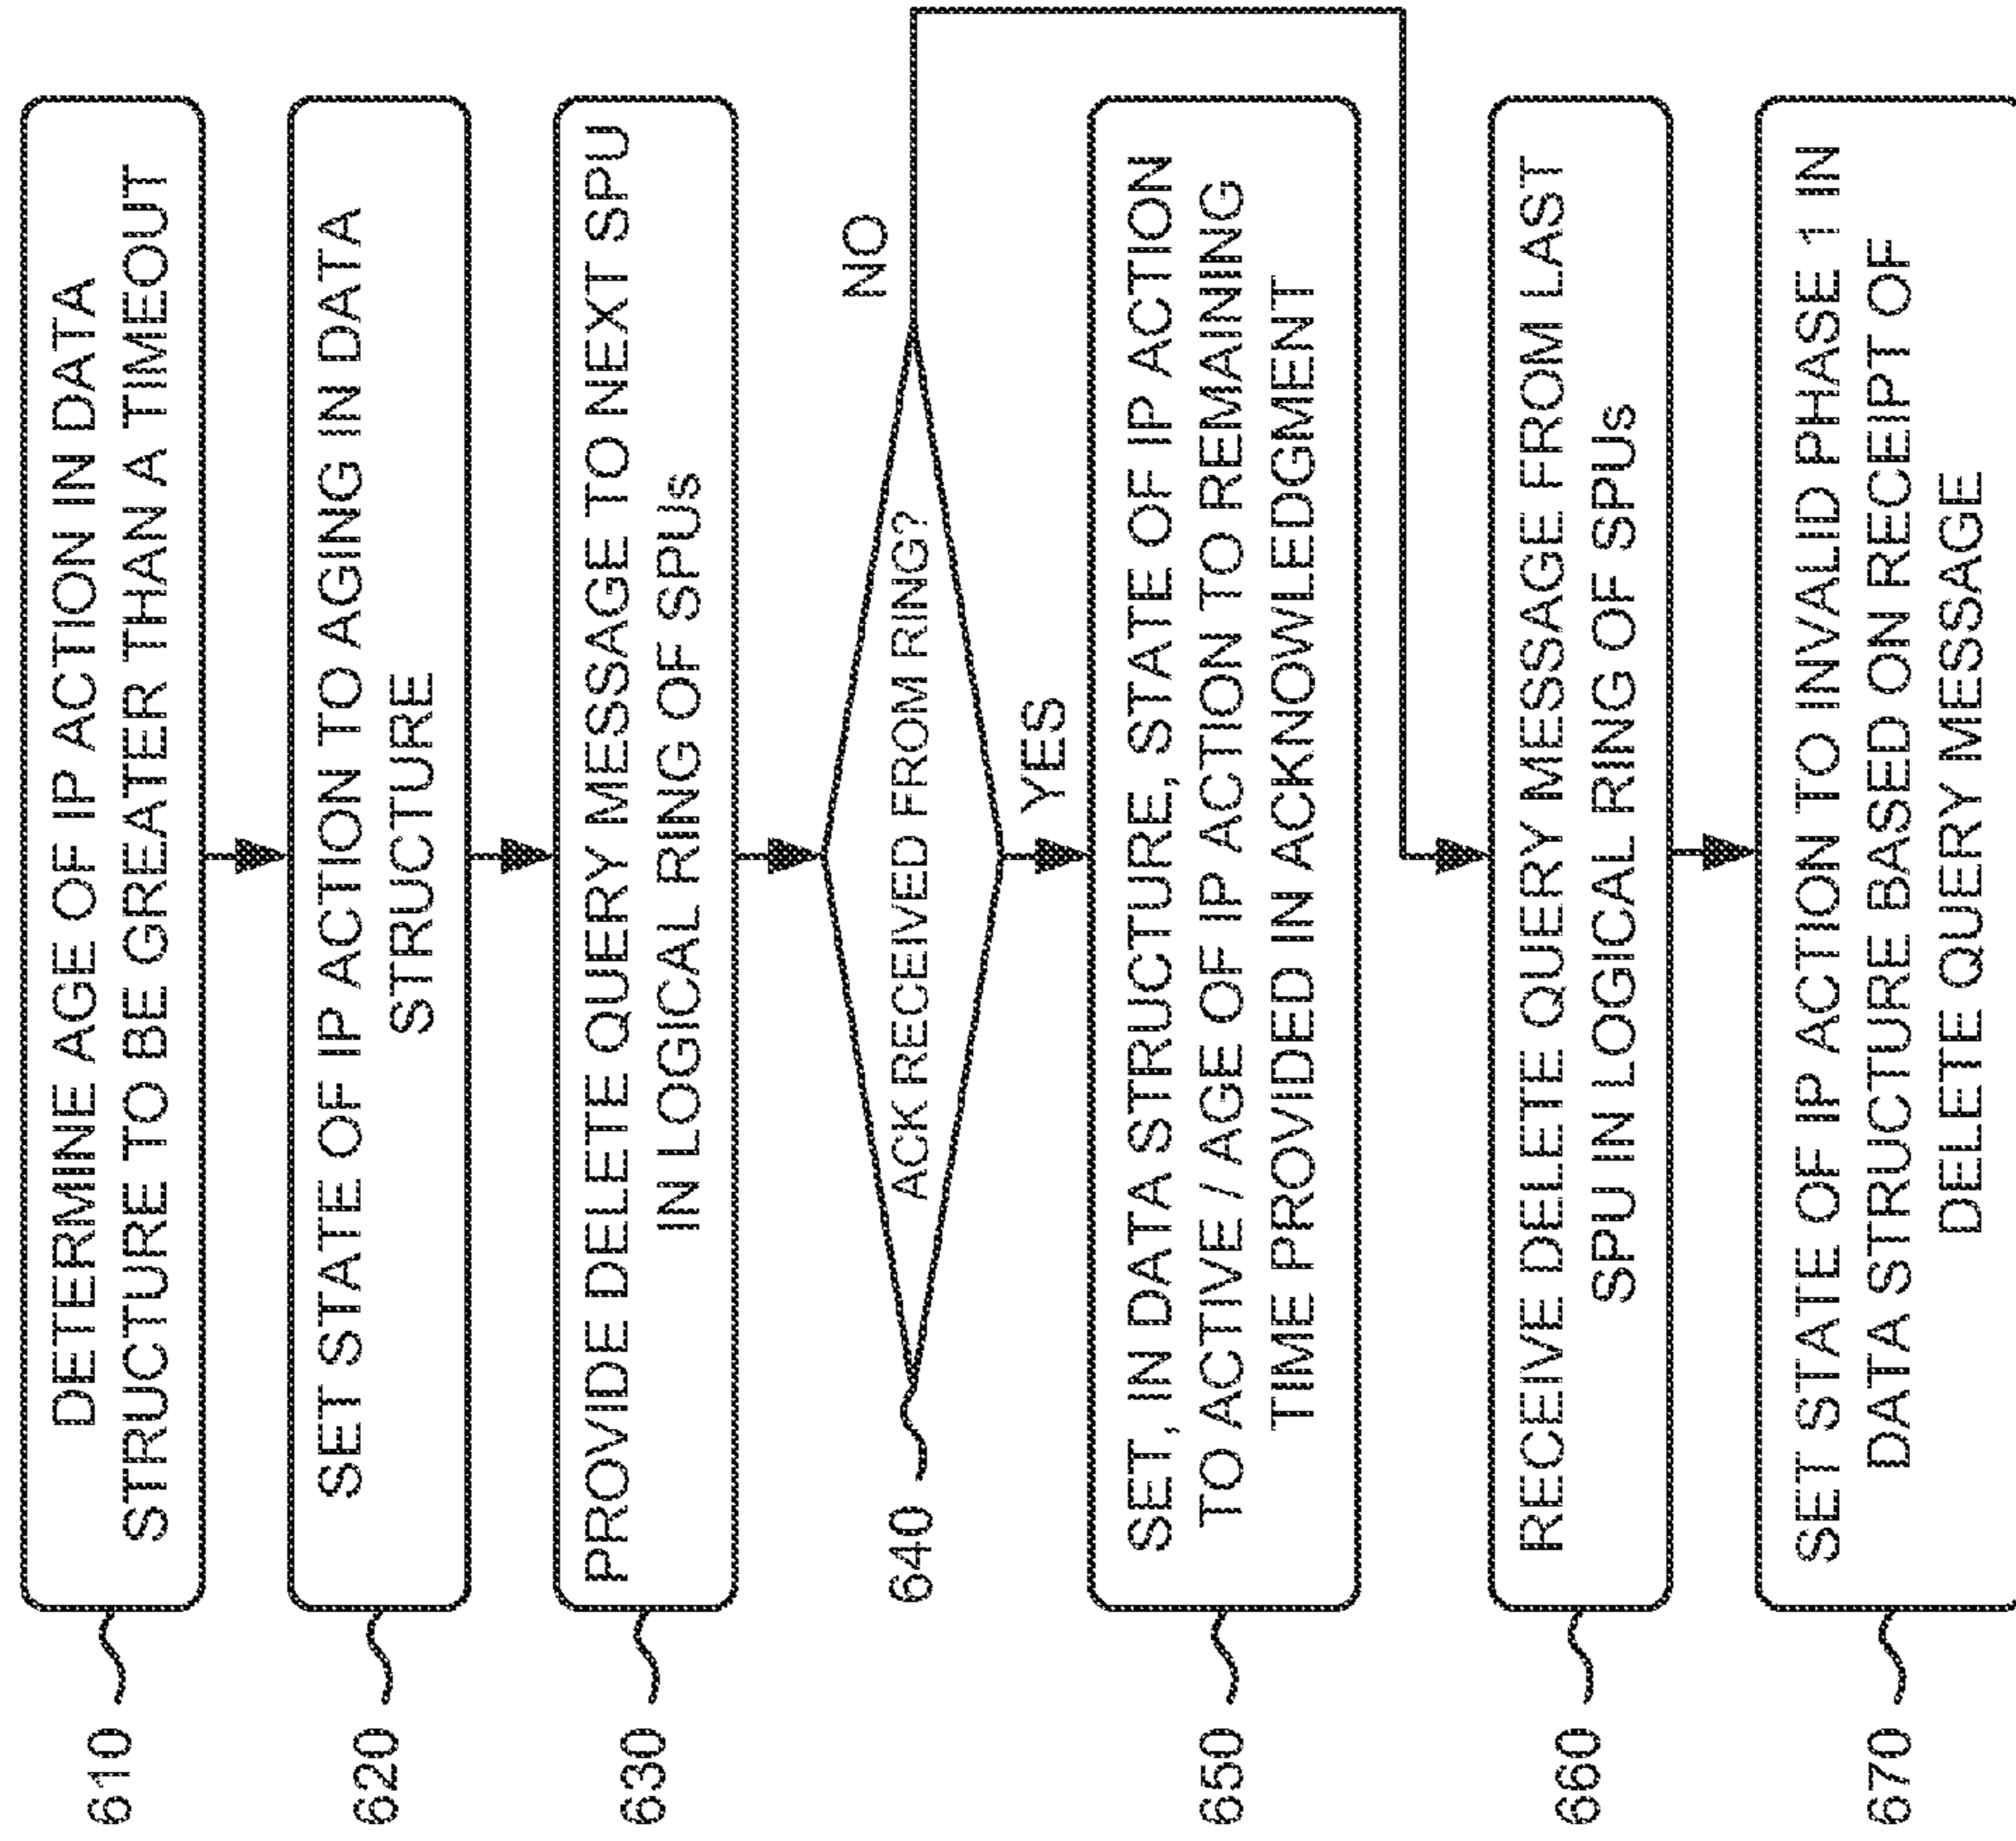 610
DETERMINE AGE OF IP ACTION IN DATA
STRUCTURE TO BE GREATER THAN A TIMEOUT
620
SET STATE OF IP ACTION TO AGING IN DATA
STRUCTURE
630
PROVIDE DELETE QUERY MESSAGE TO NEXT SPU
IN LOGICAL RING OF SPUs
640
ACK RECEIVED FROM RING?
NO
YES
650
SET, IN DATA STRUCTURE, STATE OF IP ACTION
TO ACTIVE / AGE OF IP ACTION TO REMAINING
TIME PROVIDED IN ACKNOWLEDGMENT
660
RECEIVE DELETE QUERY MESSAGE FROM LAST
SPU IN LOGICAL RING OF SPUs
670
SET STATE OF IP ACTION TO INVALID PHASE 1 IN
DATA STRUCTURE BASED ON RECEIPT OF
DELETE QUERY MESSAGE